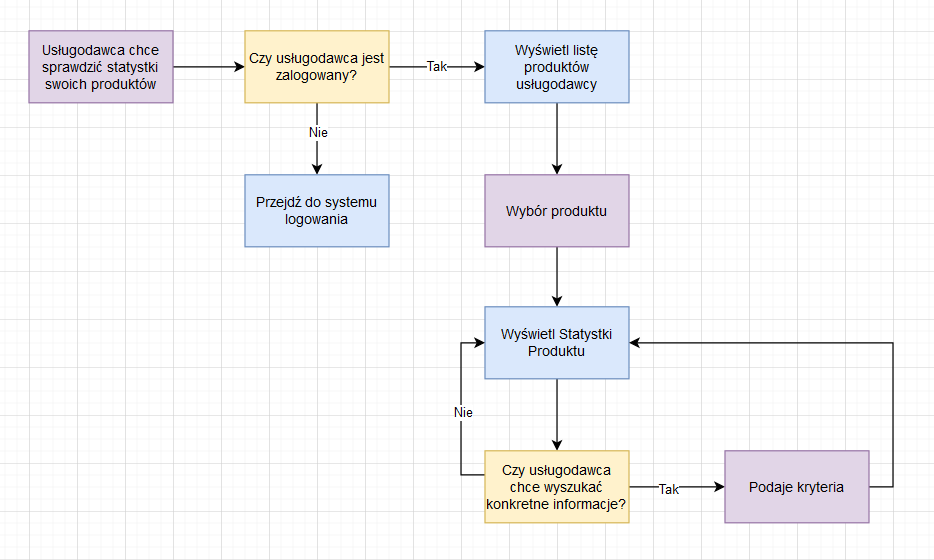 Usługodawca chce
sprawdzić statystki
swoich produktów
Czy usługodawca jest
zalogowany?
Tak
Wyświetl listę
produktów
usługodawcy
Nie
Przejdź do systemu
logowania
Wybór produktu
Wyświetl Statystki
Produktu
Nie
Czy usługodawca
chce wyszukać
konkretne informacje?
Tak
Podaje kryteria